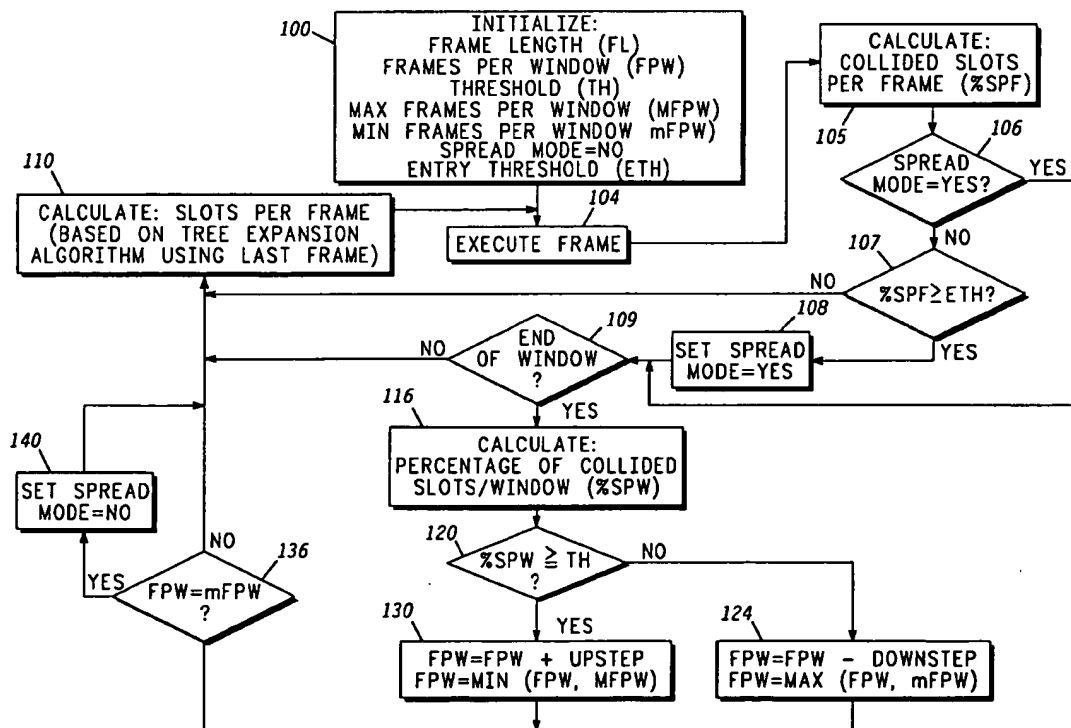 100
INITIALIZE:
FRAME LENGTH (FL)
FRAMES PER WINDOW (FPW)
THRESHOLD (TH)
MAX FRAMES PER WINDOW (MFPW)
MIN FRAMES PER WINDOW mFPW)
SPREAD MODE=NO
ENTRY THRESHOLD (ETH)
CALCULATE:
COLLIDED SLOTS
PER FRAME (%SPF)
105
106
SPREAD
MODE=YES?
YES
NO
110
CALCULATE: SLOTS PER FRAME
(BASED ON TREE EXPANSION
ALGORITHM USING LAST FRAME)
104
EXECUTE FRAME
107
%SPF≥ETH?
NO
YES
108
SET SPREAD
MODE=YES
109
END
OF WINDOW
?
NO
YES
116
CALCULATE:
PERCENTAGE OF COLLIDED
SLOTS/WINDOW (%SPW)
140
SET SPREAD
MODE=NO
120
%SPW ≧ TH
?
NO
YES
136
FPW=mFPW
?
YES
NO
130
FPW=FPW + UPSTEP
FPW=MIN (FPW, MFPW)
124
FPW=FPW - DOWNSTEP
FPW=MAX (FPW, mFPW)